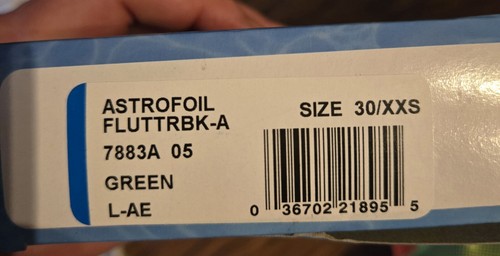 ASTROFOIL
FLUTTRBK-A
7883A 05
GREEN
L-AE
SIZE 30/XXS
0 36702 21895 5